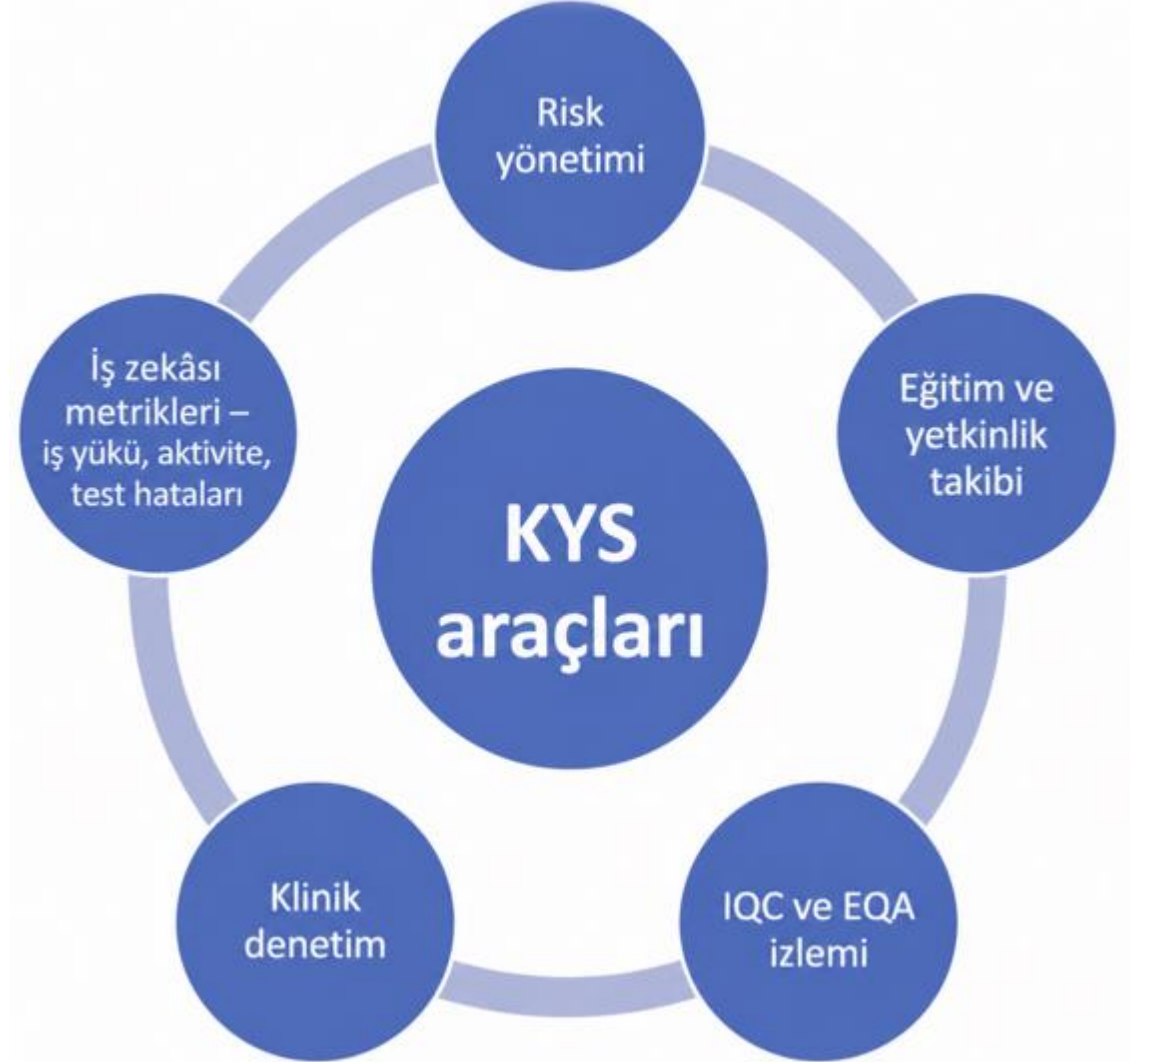 Risk
yönetimi
Eğitim ve
yetkinlik
takibi
IQC ve EQA
izlemi
Klinik
denetim
İş zekâsı
metrikleri –
iş yükü, aktivite,
test hataları
KYS
araçları